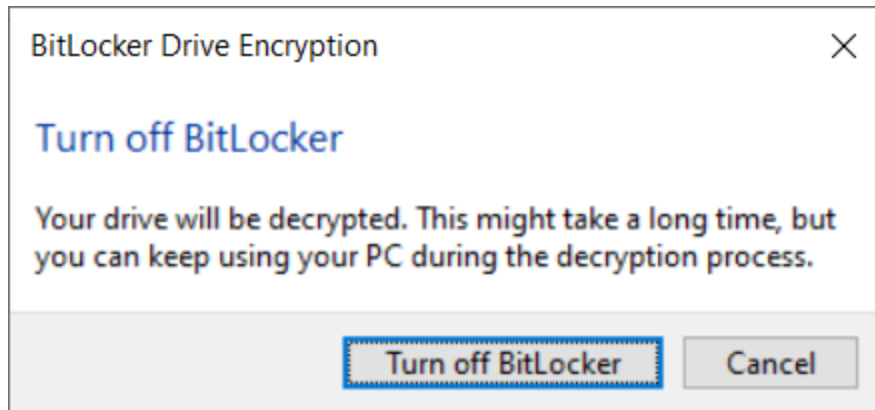 BitLocker Drive Encryption
Turn off BitLocker
Your drive will be decrypted. This might take a long time, but
you can keep using your PC during the decryption process.
Turn off BitLocker Cancel